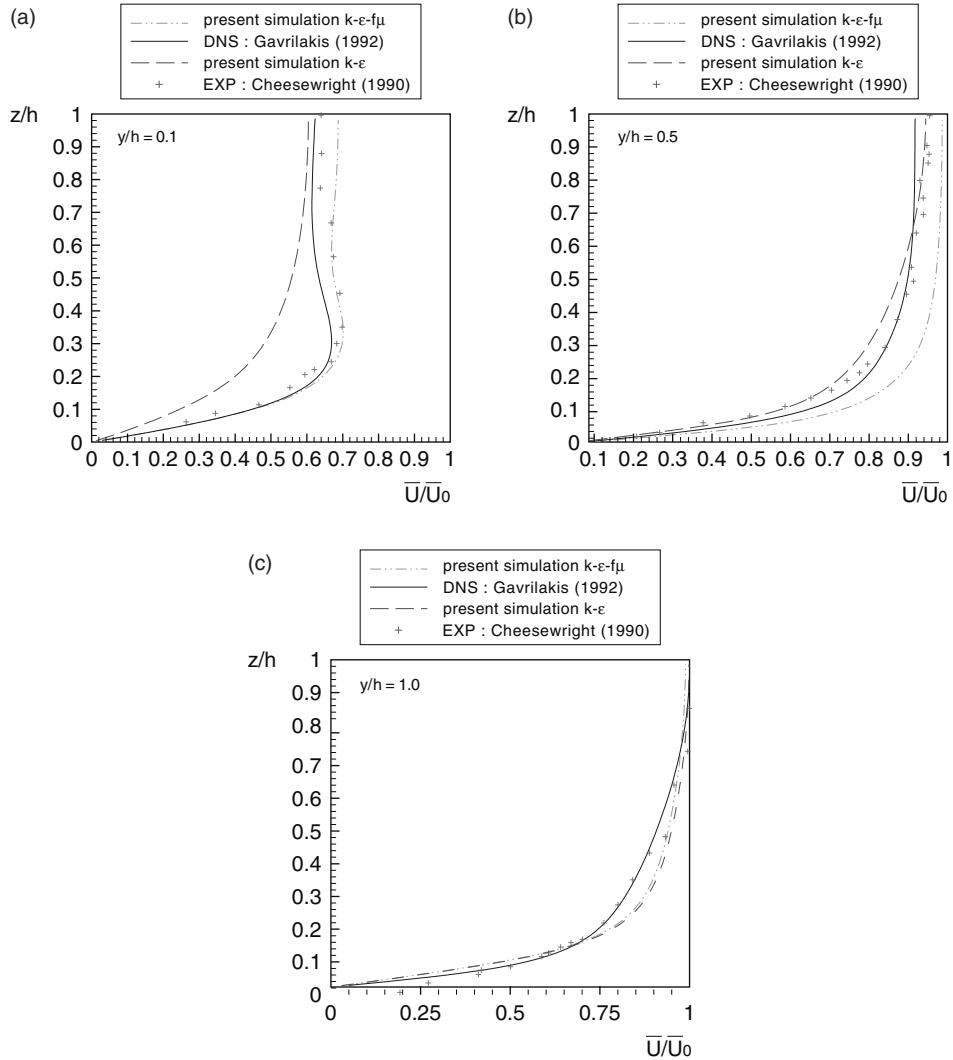 (a)
present simulation k-ε-fμ
DNS : Gavrilakis (1992)
present simulation k-ε
EXP : Cheesewright (1990)
z/h
y/h = 0.1
1
0.9
0.8
0.7
0.6
0.5
0.4
0.3
0.2
0.1
0
0 0.1 0.2 0.3 0.4 0.5 0.6 0.7 0.8 0.9 1
U/U0
(b)
present simulation k-ε-fμ
DNS : Gavrilakis (1992)
present simulation k-ε
EXP : Cheesewright (1990)
z/h
y/h = 0.5
1
0.9
0.8
0.7
0.6
0.5
0.4
0.3
0.2
0.1
0
0.1 0.2 0.3 0.4 0.5 0.6 0.7 0.8 0.9 1
U/U0
(c)
present simulation k-ε-fμ
DNS : Gavrilakis (1992)
present simulation k-ε
EXP : Cheesewright (1990)
z/h
y/h = 1.0
1
0.9
0.8
0.7
0.6
0.5
0.4
0.3
0.2
0.1
0
0 0.25 0.5 0.75 1
U/U0